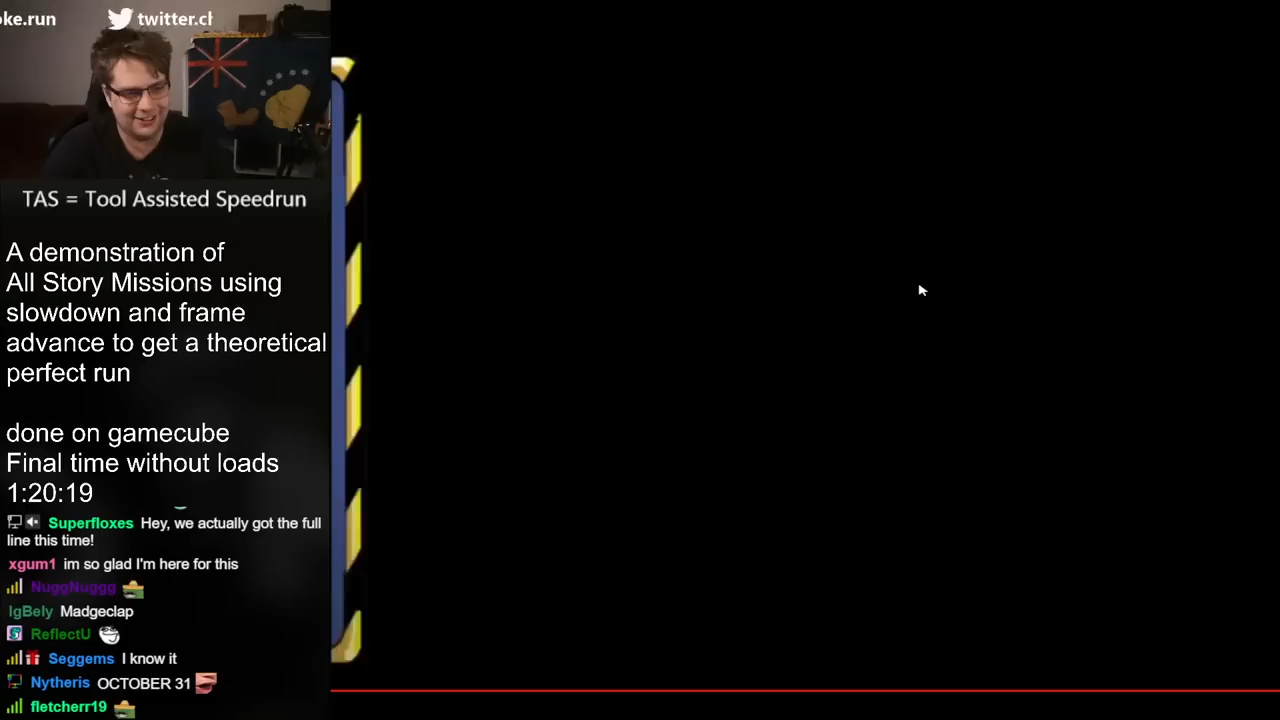 oke.run twitter.cl
TAS = Tool Assisted Speedrun
A demonstration of
All Story Missions using
slowdown and frame
advance to get a theoretical
perfect run
done on gamecube
Final time without loads
1:20:19
Superfloxes Hey, we actually got the full
line this time!
xgum1 im so glad I'm here for this
NuggNuggg
IgBely Madgeclap
ReflectU
Seggems I know it
Nytheris OCTOBER 31
fletcherr19